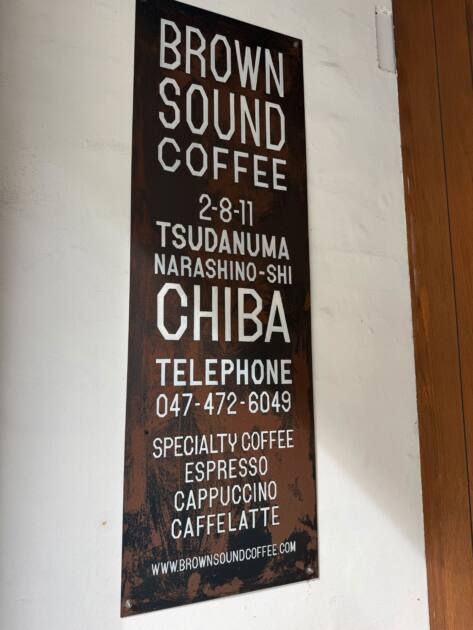 BROWN
SOUND
COFFEE
2-8-11
TSUDANUMA
NARASHINO-SHI
CHIBA
TELEPHONE
047-472-6049
SPECIALTY COFFEE
ESPRESSO
CAPPUCCINO
CAFFELATTE
WWW.BROWNSOUNDCOFFEE.COM